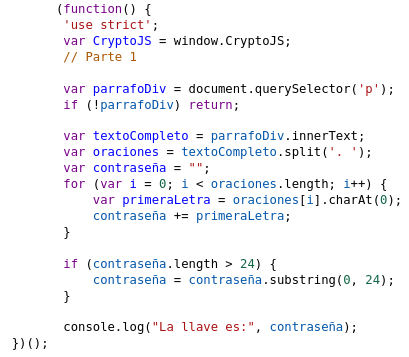 (function() {
'use strict';
var CryptoJS = window.CryptoJS;
// Parte 1
var parrafoDiv = document.querySelector('p');
if (!parrafoDiv) return;
var textoCompleto = parrafoDiv.innerText;
var oraciones = textoCompleto.split('. ');
var contraseña = "";
for (var i = 0; i < oraciones.length; i++) {
var primeraLetra = oraciones[i].charAt(0);
contraseña += primeraLetra;
}
if (contraseña.length > 24) {
contraseña = contraseña.substring(0, 24);
}
console.log("La llave es:", contraseña);
})();